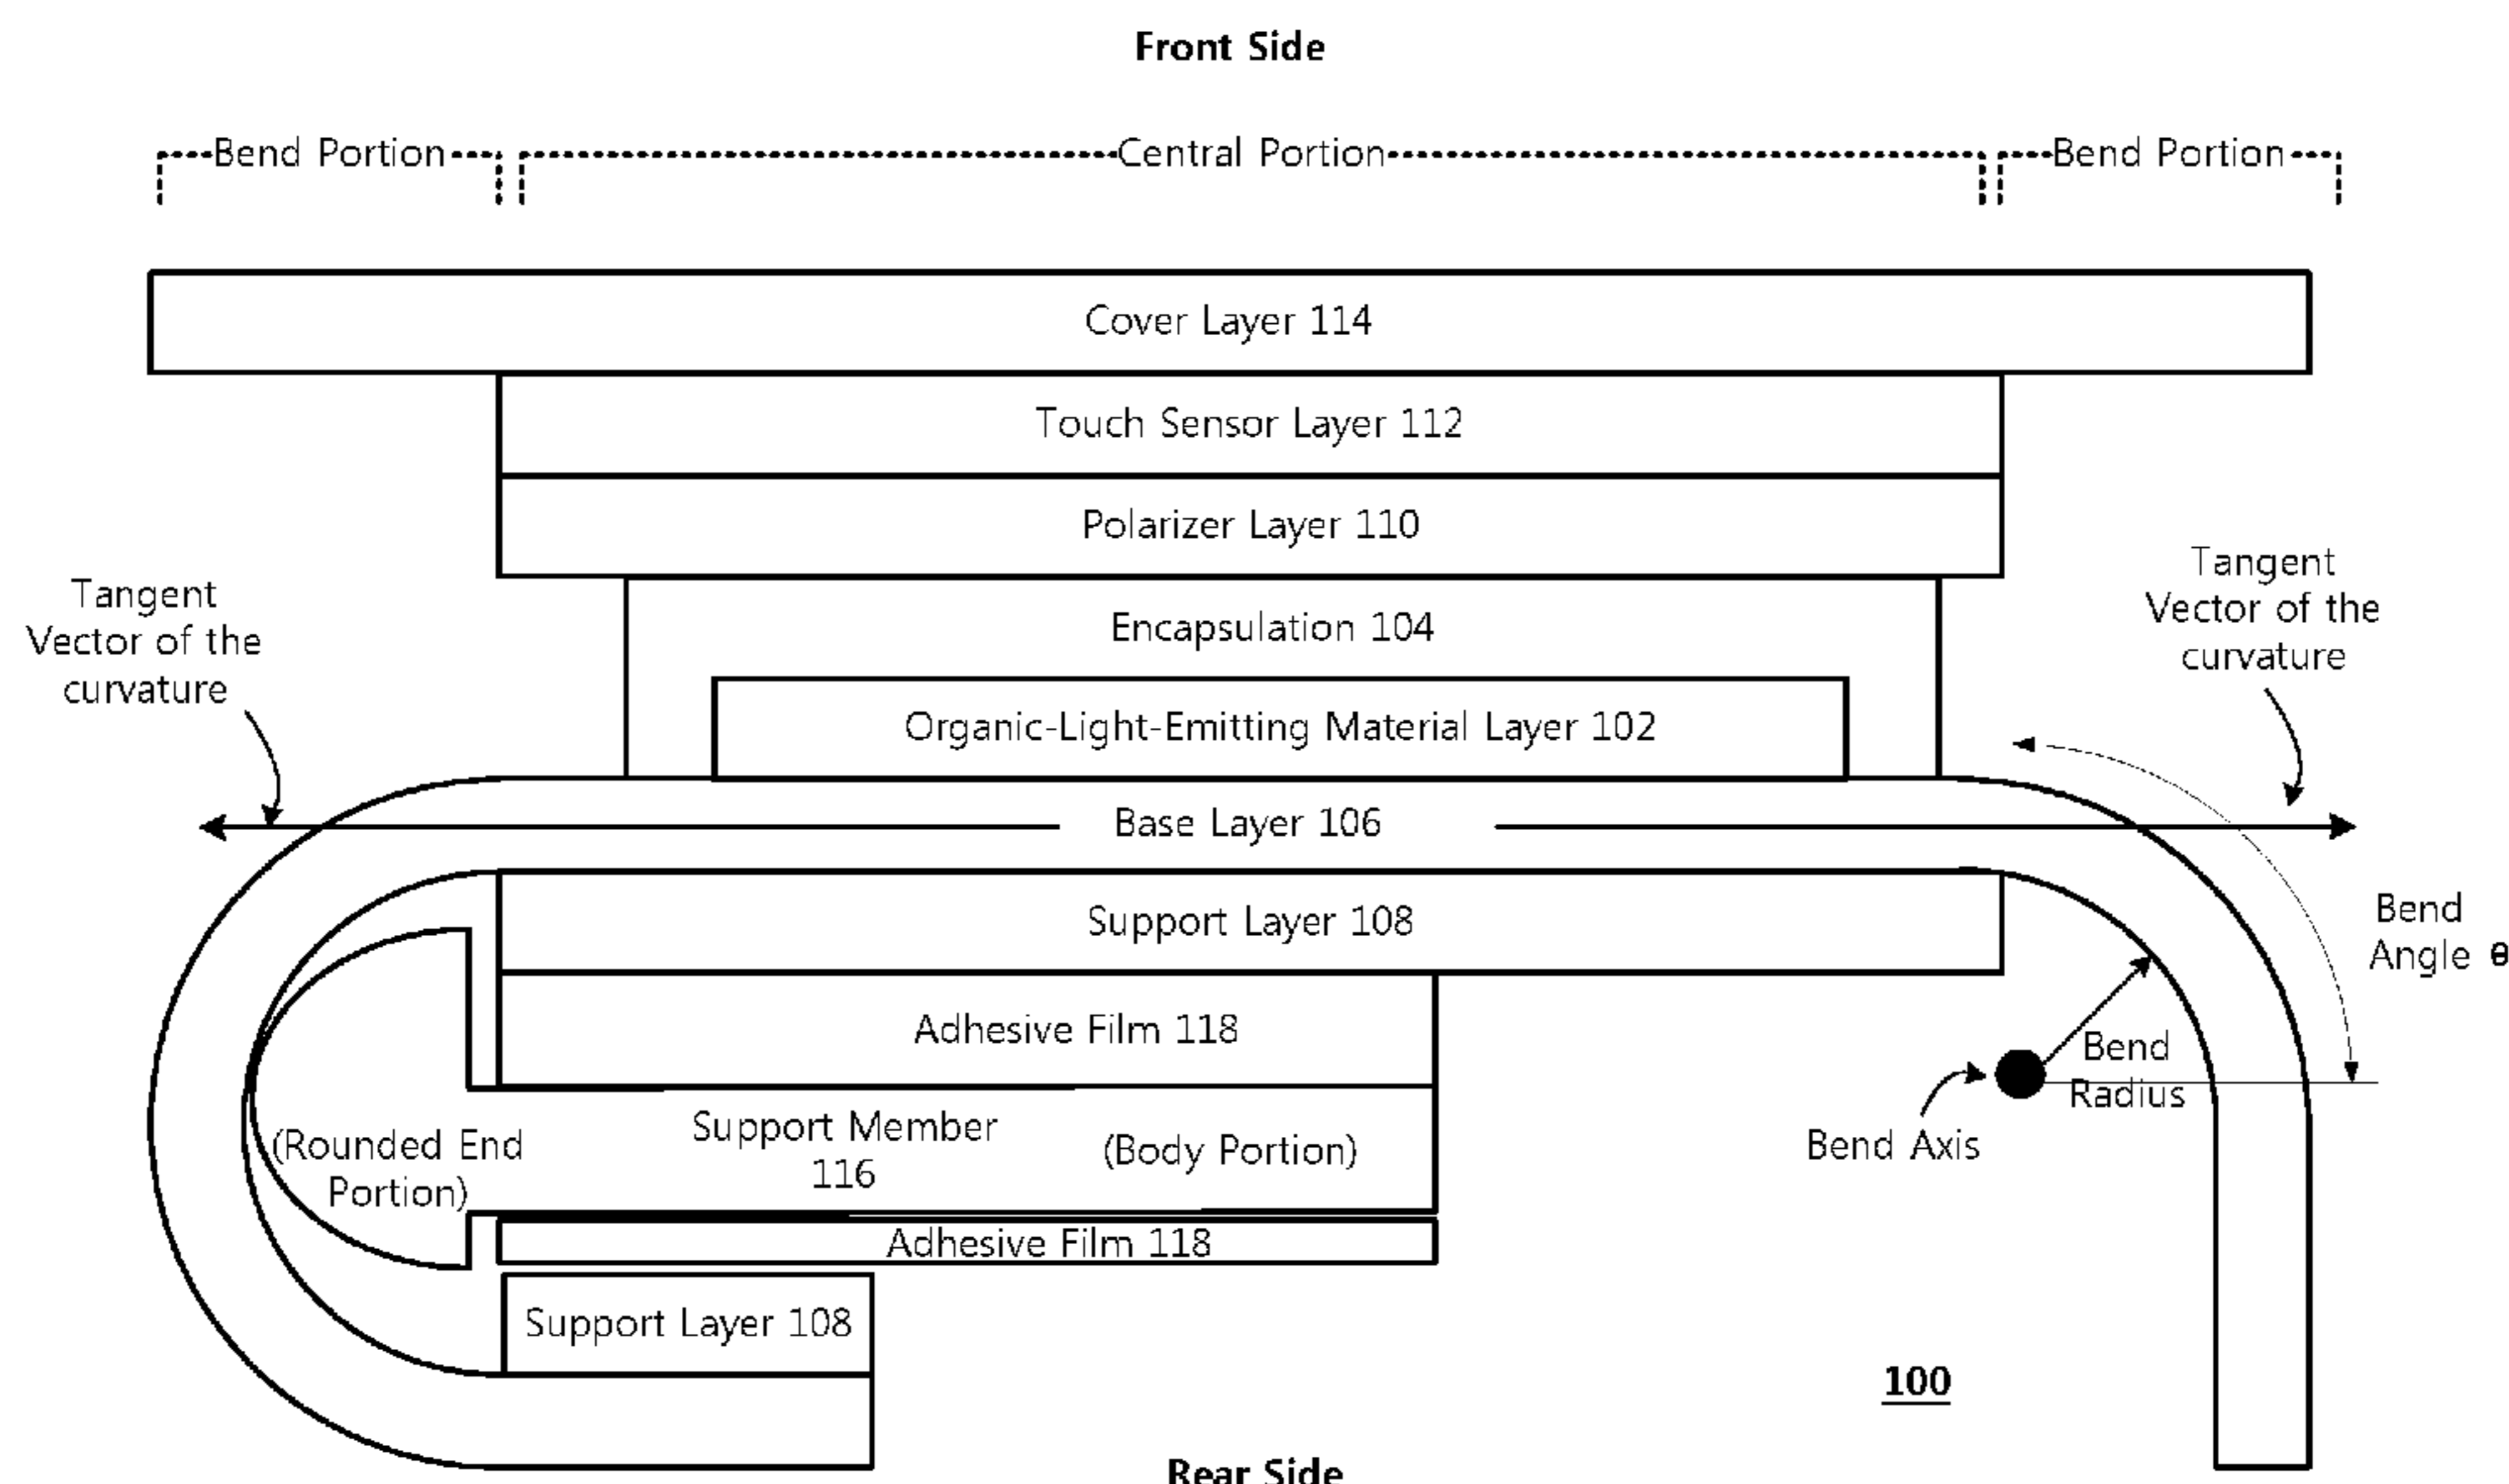 Front Side
Bend Portion
Central Portion
Bend Portion
Cover Layer 114
Touch Sensor Layer 112
Polarizer Layer 110
Tangent
Vector of the
curvature
Tangent
Vector of the
curvature
Encapsulation 104
Organic-Light-Emitting Material Layer 102
Base Layer 106
Support Layer 108
Bend
Angle θ
Adhesive Film 118
Bend
Radius
Bend Axis
(Rounded End
Portion)
Support Member
116
(Body Portion)
Adhesive Film 118
Support Layer 108
100
Rear Side